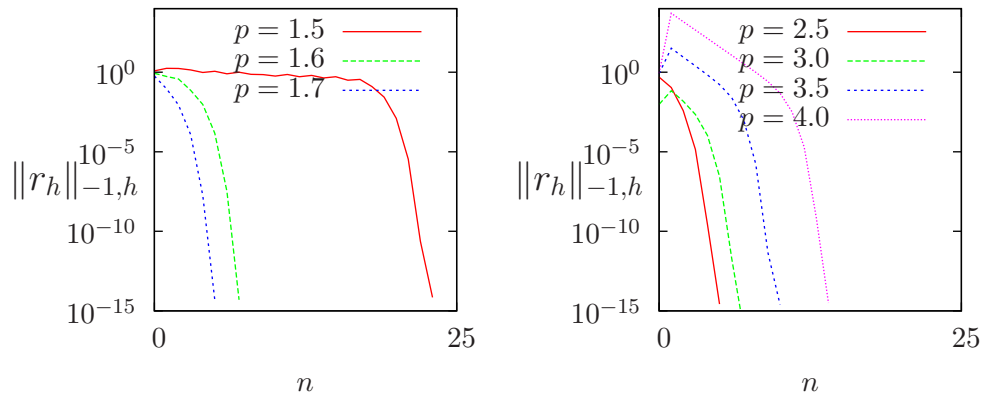 p = 1.5
p = 1.6
p = 1.7
10^0
10^{-5}
‖r_h‖_{-1,h}
10^{-10}
10^{-15}
0 25
n
p = 2.5
p = 3.0
p = 3.5
p = 4.0
10^0
10^{-5}
‖r_h‖_{-1,h}
10^{-10}
10^{-15}
0 25
n